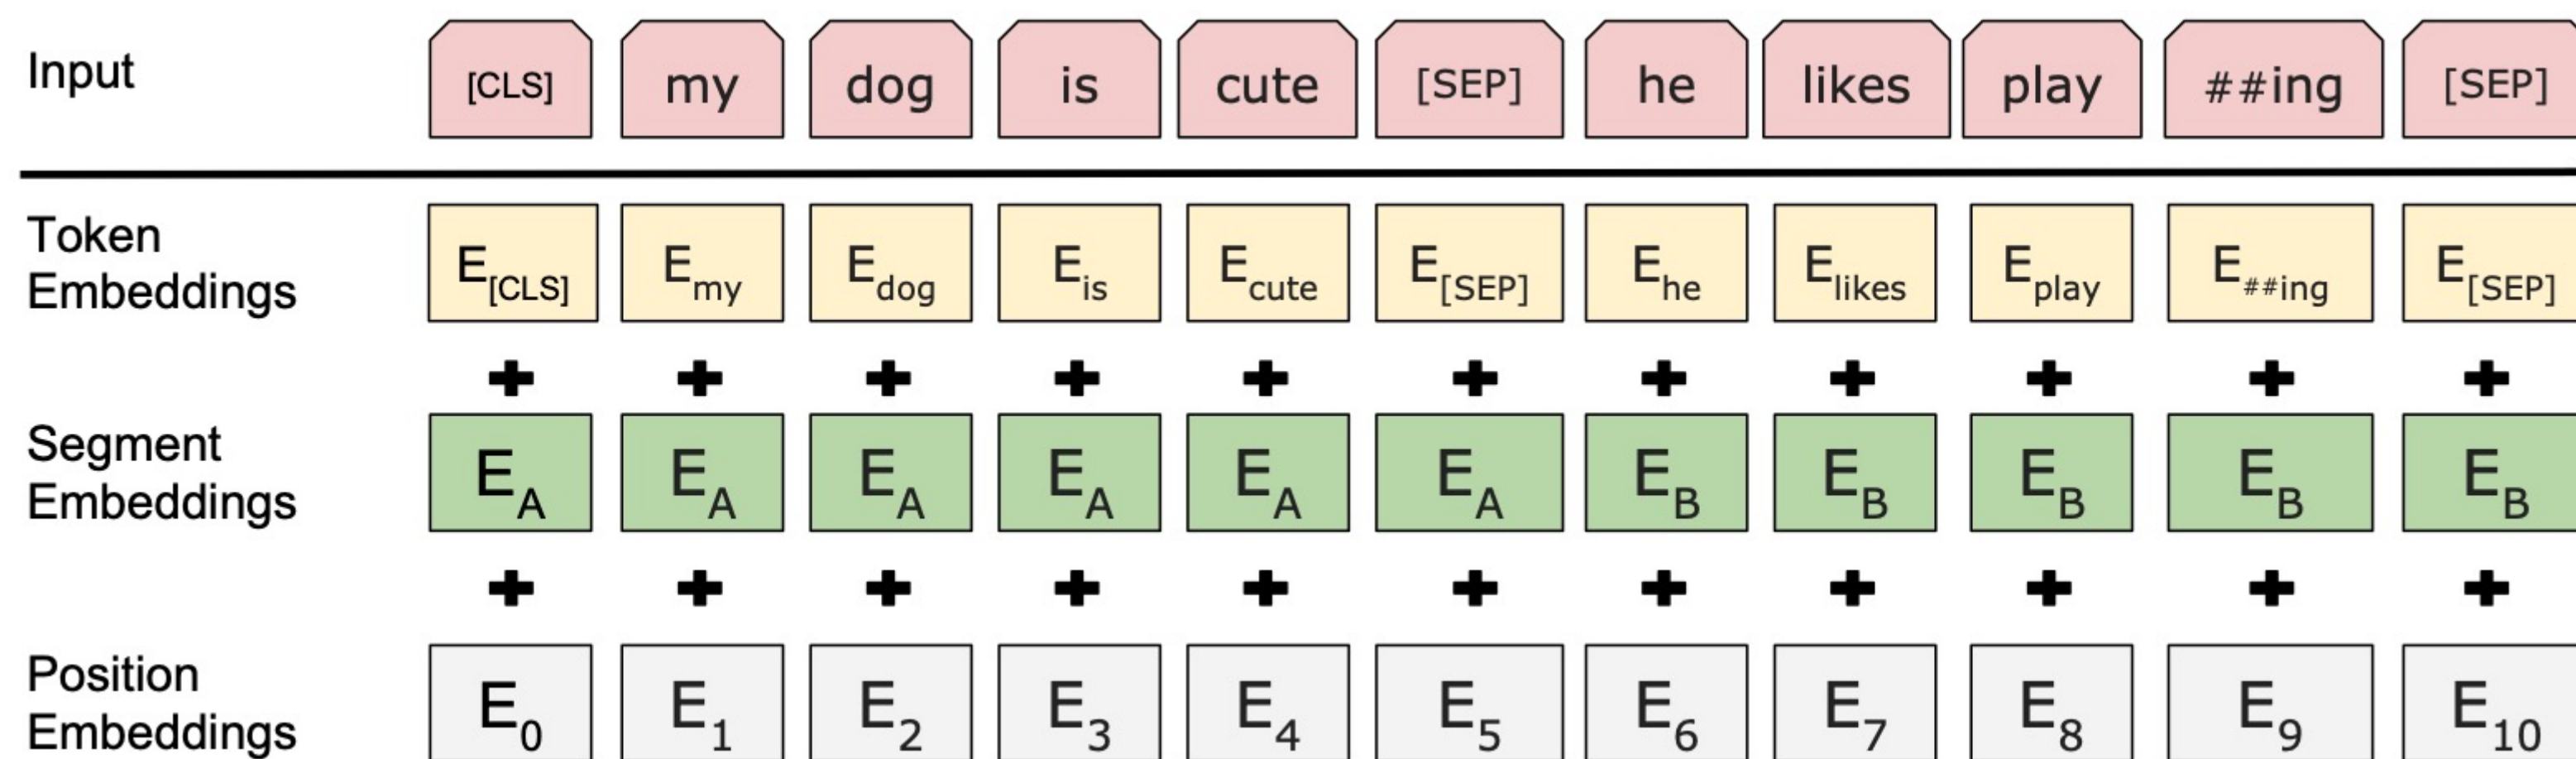 Input [CLS] my dog is cute [SEP] he likes play ##ing [SEP]
Token
Embeddings
E[CLS] Emy Edog Eis Ecute E[SEP] Ehe Elikes Eplay E##ing E[SEP]
+ + + + + + + + + + +
Segment
Embeddings
EA EA EA EA EA EA EB EB EB EB EB
+ + + + + + + + + + +
Position
Embeddings
E0 E1 E2 E3 E4 E5 E6 E7 E8 E9 E10